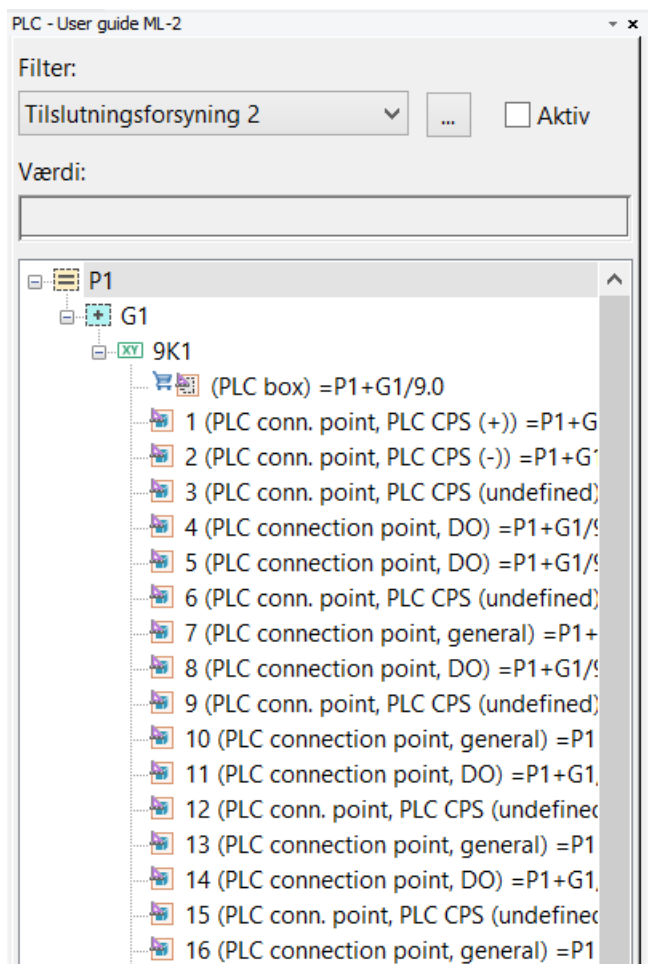 PLC - User guide ML-2
Filter:
Tilslutningsforsyning 2
...
Aktiv
Værdi:
P1
G1
XY 9K1
(PLC box) =P1+G1/9.0
1 (PLC conn. point, PLC CPS (+)) =P1+G
2 (PLC conn. point, PLC CPS (-)) =P1+G
3 (PLC conn. point, PLC CPS (undefined)
4 (PLC connection point, DO) =P1+G1/9
5 (PLC connection point, DO) =P1+G1/9
6 (PLC conn. point, PLC CPS (undefined)
7 (PLC connection point, general) =P1+
8 (PLC connection point, DO) =P1+G1/9
9 (PLC conn. point, PLC CPS (undefined)
10 (PLC connection point, general) =P1
11 (PLC connection point, DO) =P1+G1
12 (PLC conn. point, PLC CPS (undefined
13 (PLC connection point, general) =P1
14 (PLC connection point, DO) =P1+G1
15 (PLC conn. point, PLC CPS (undefined
16 (PLC connection point, general) =P1